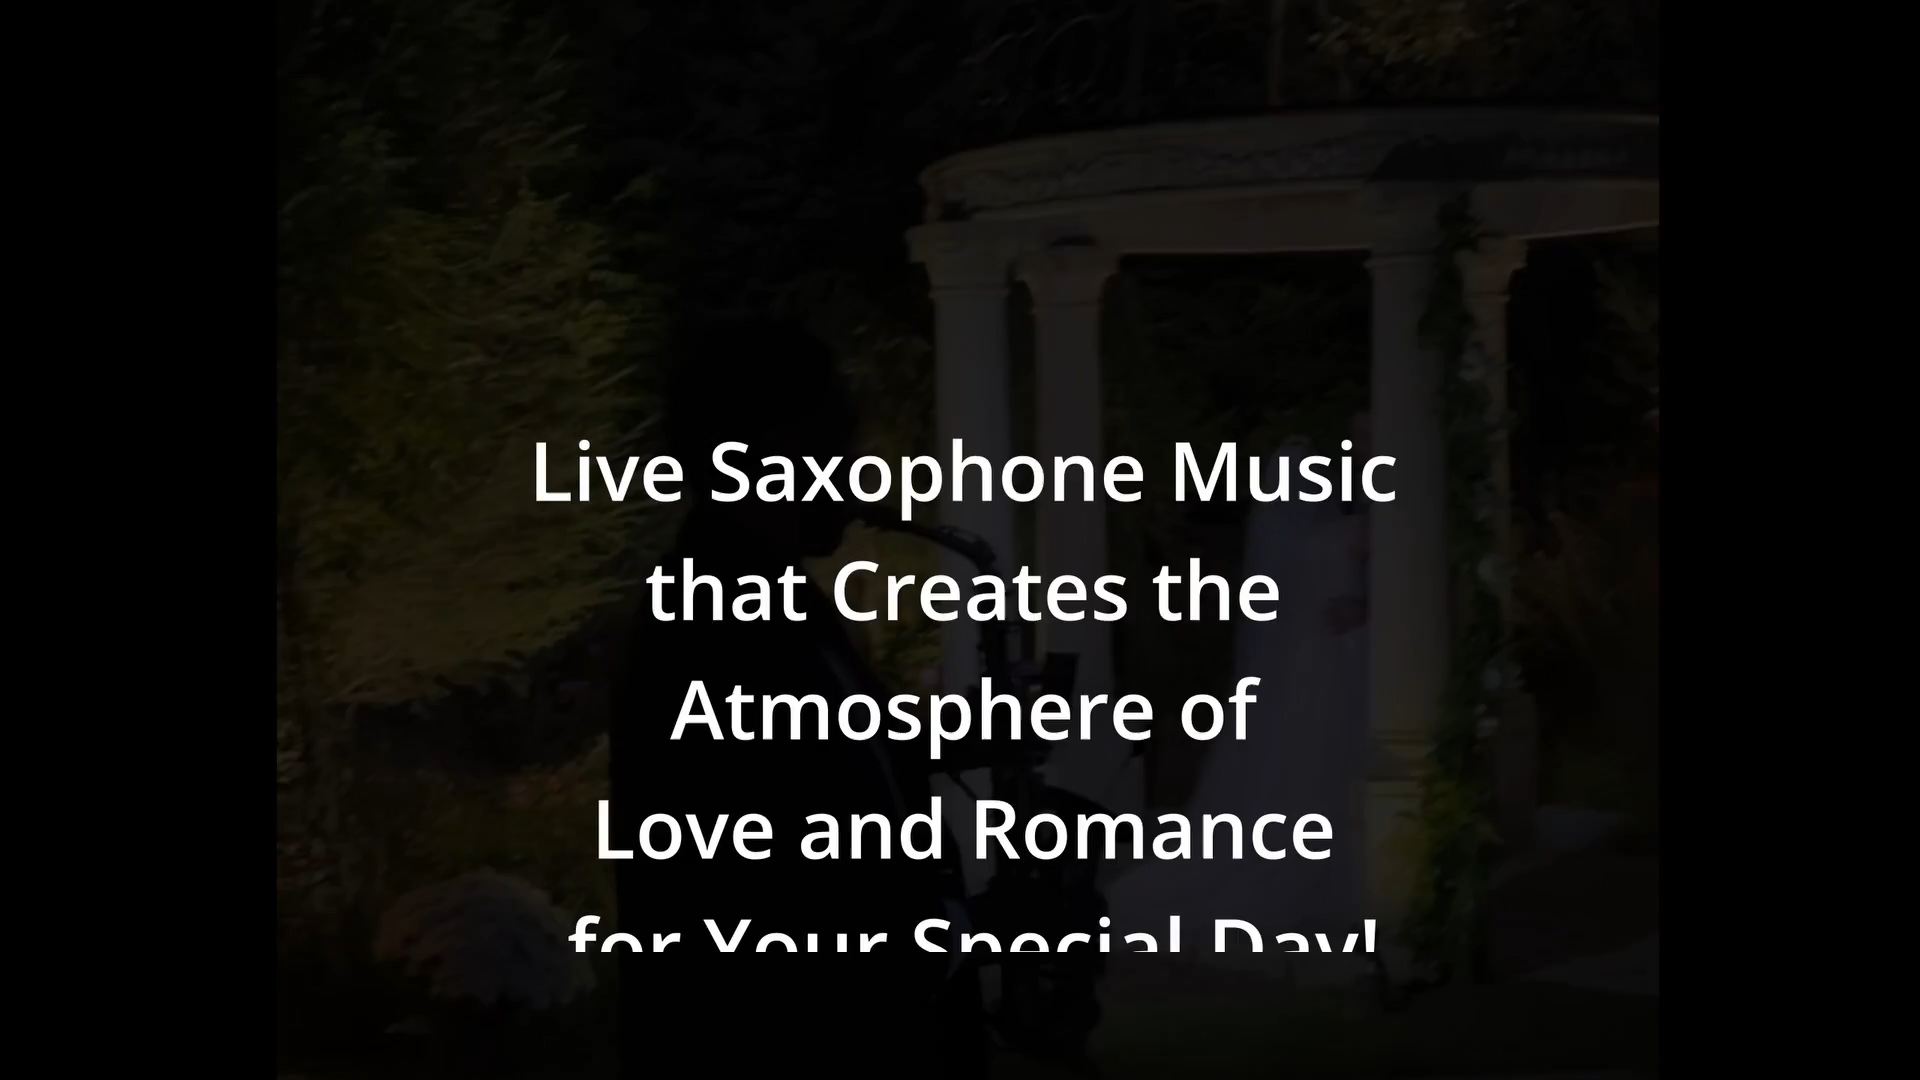 Live Saxophone Music
that Creates the
Atmosphere of
Love and Romance
for Your Special Day!